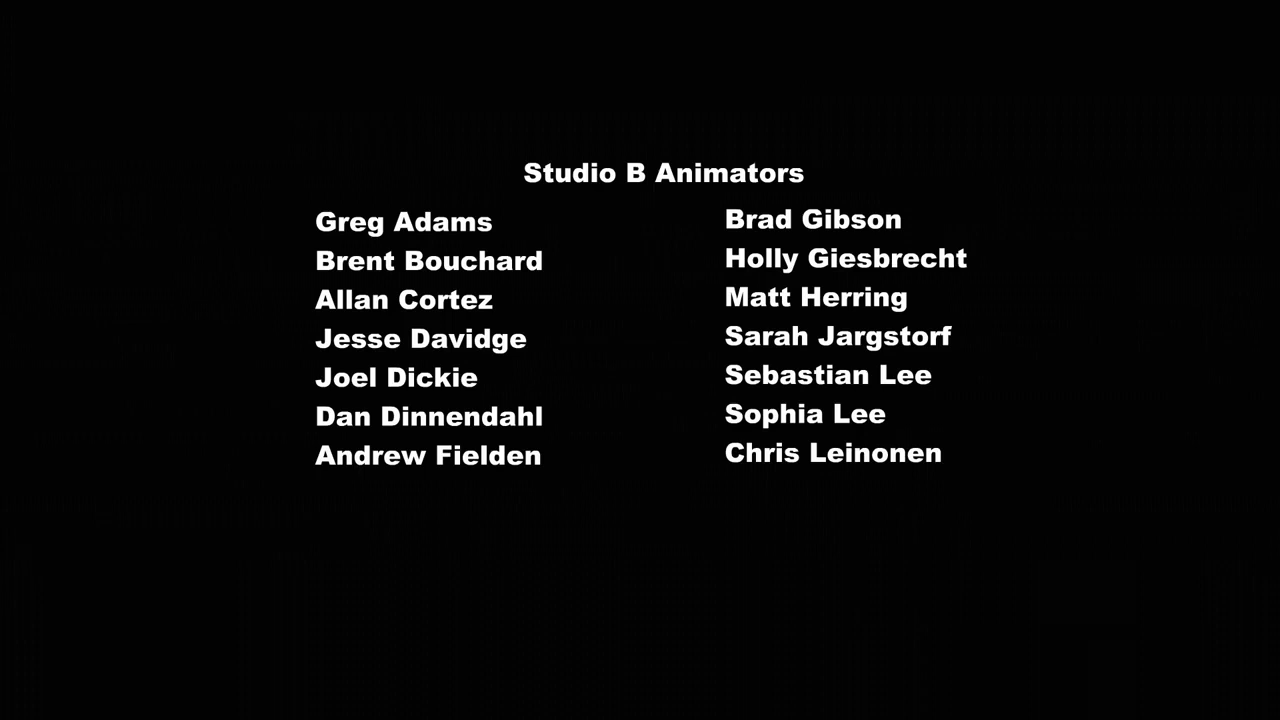 Studio B Animators
Greg Adams
Brent Bouchard
Allan Cortez
Jesse Davidge
Joel Dickie
Dan Dinnendahl
Andrew Fielden
Brad Gibson
Holly Giesbrecht
Matt Herring
Sarah Jargstorf
Sebastian Lee
Sophia Lee
Chris Leinonen